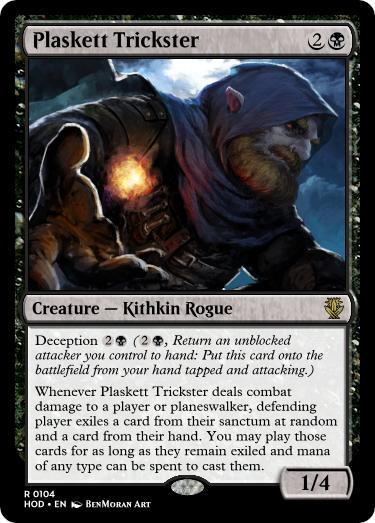 Plaskett Trickster 2
Creature — Kithkin Rogue
Deception 2 ( 2 , Return an unblocked
attacker you control to hand: Put this card onto the
battlefield from your hand tapped and attacking.)
Whenever Plaskett Trickster deals combat
damage to a player or planeswalker, defending
player exiles a card from their sanctum at random
and a card from their hand. You may play those
cards for as long as they remain exiled and mana
of any type can be spent to cast them.
1/4
R 0104
HOD • EN BenMoran Art